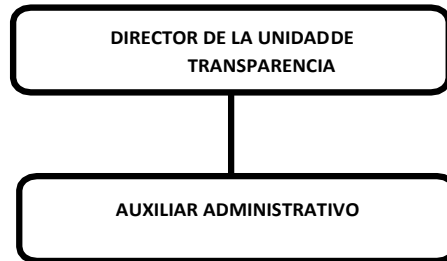 DIRECTOR DE LA UNIDADDE
TRANSPARENCIA
AUXILIAR ADMINISTRATIVO